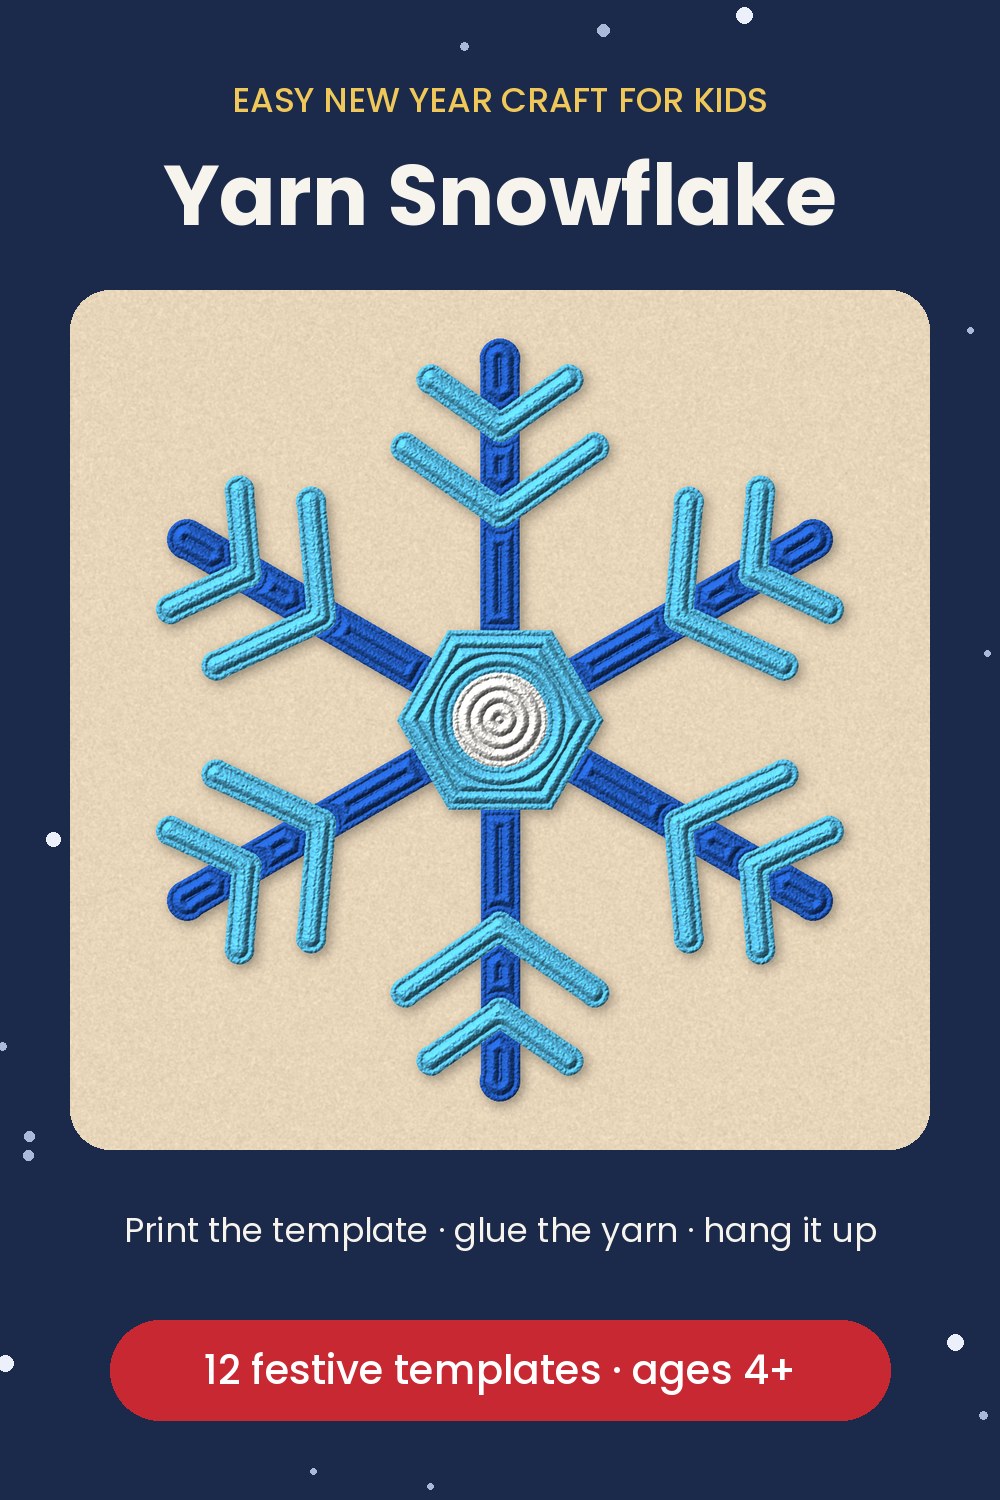 EASY NEW YEAR CRAFT FOR KIDS
Yarn Snowflake
Print the template · glue the yarn · hang it up
12 festive templates · ages 4+